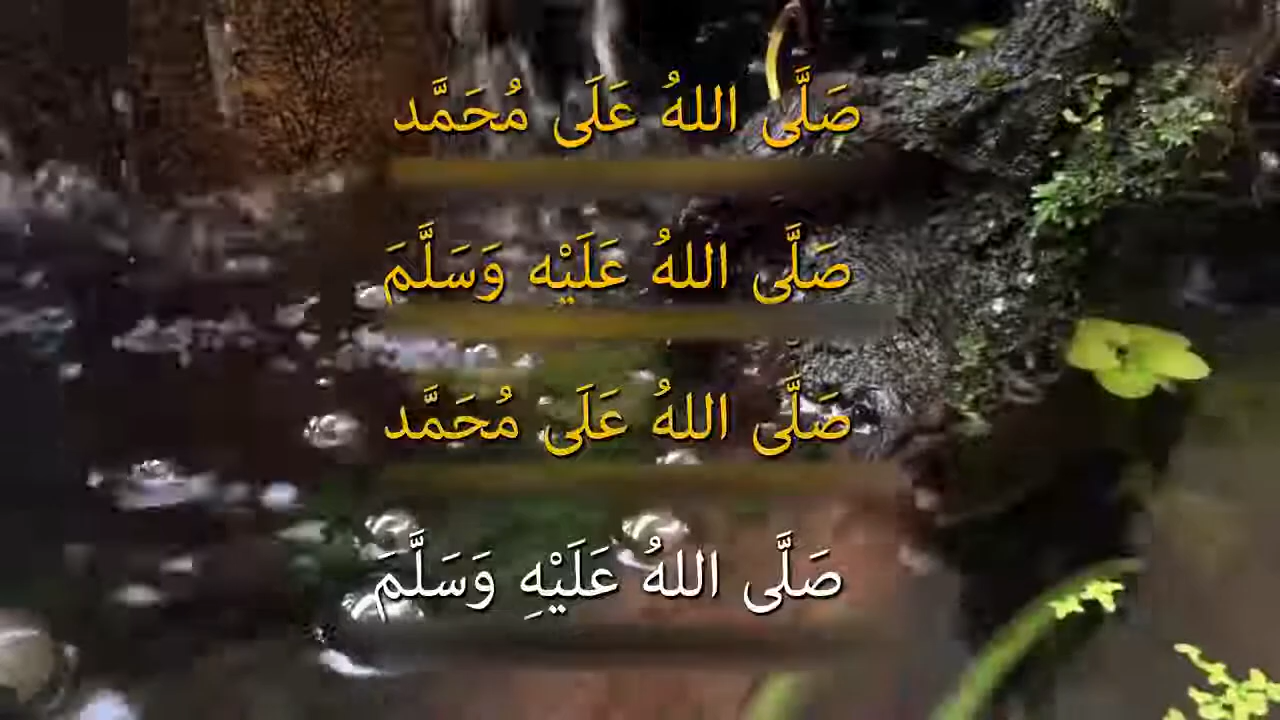 صَلَّى اللهُ عَلَى مُحَمَّد
صَلَّى اللهُ عَلَيْه وَسَلَّمَ
صَلَّى اللهُ عَلَى مُحَمَّد
صَلَّى اللهُ عَلَيْهِ وَسَلَّمَ